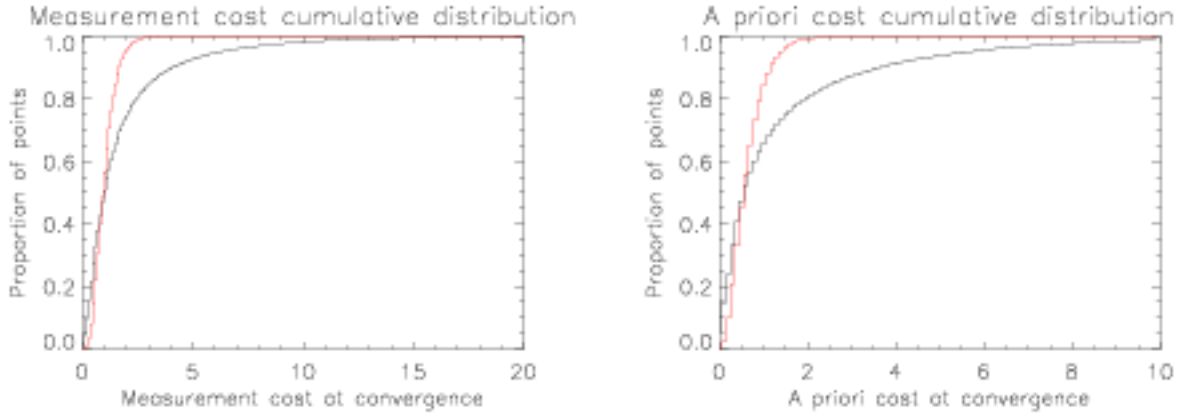 Measurement cost cumulative distribution
Proportion of points
1.0
0.8
0.6
0.4
0.2
0.0
0 5 10 15 20
Measurement cost at convergence
A priori cost cumulative distribution
Proportion of points
1.0
0.8
0.6
0.4
0.2
0.0
0 2 4 6 8 10
A priori cost at convergence